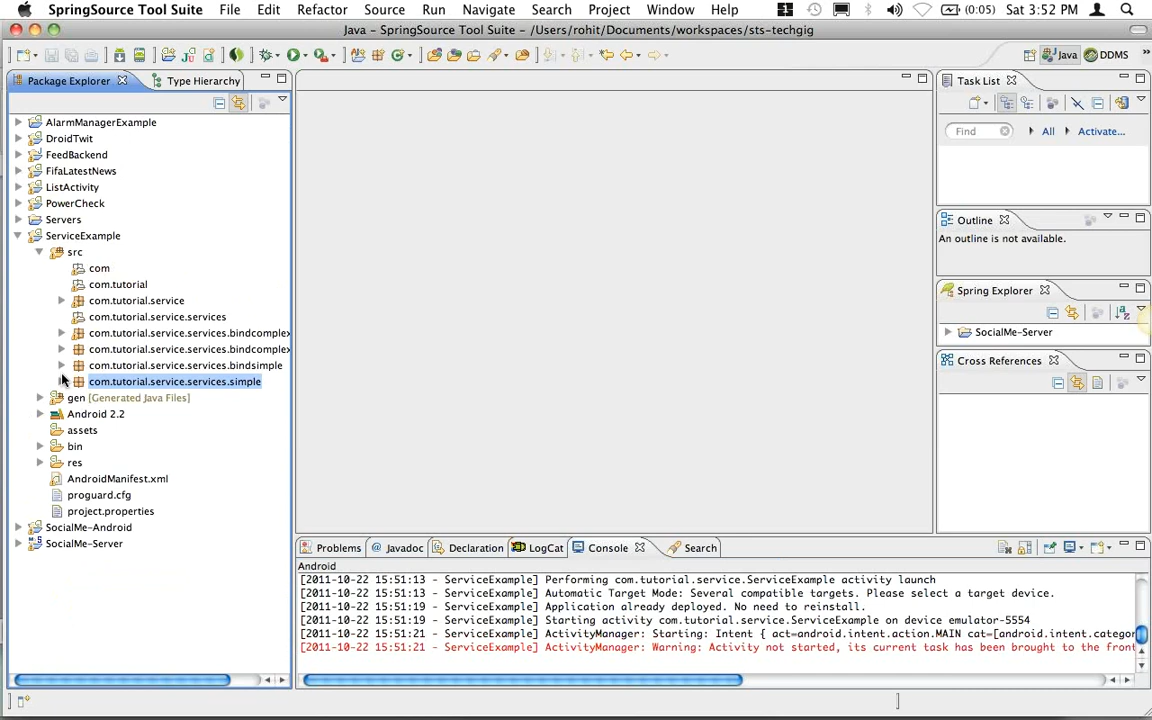 SpringSource Tool Suite File Edit Refactor Source Navigate Search Project Run Window Help (0:05) Sat 3:52 PM
Java - SpringSource Tool Suite - /Users/rohit/Documents/workspaces/sts-techgig
Java DDMS
Package Explorer Type Hierarchy
AlarmManagerExample
DroidTwit
FeedBackend
FifaLatestNews
ListActivity
PowerCheck
Servers
ServiceExample
src
com
com.tutorial
com.tutorial.service
com.tutorial.service.services
com.tutorial.service.services.bindcomplex
com.tutorial.service.services.bindcomplex
com.tutorial.service.services.bindsimple
com.tutorial.service.services.simple
gen [Generated Java Files]
Android 2.2
assets
bin
res
AndroidManifest.xml
proguard.cfg
project.properties
SocialMe-Android
SocialMe-Server
Task List
Find All Activate...
Outline
An outline is not available.
Spring Explorer
SocialMe-Server
Cross References
Problems Javadoc Declaration LogCat Console Search
Android
[2011-10-22 15:51:13 - ServiceExample] Performing com.tutorial.service.ServiceExample activity launch
[2011-10-22 15:51:13 - ServiceExample] Automatic Target Mode: Several compatible targets. Please select a target device.
[2011-10-22 15:51:19 - ServiceExample] Application already deployed. No need to reinstall.
[2011-10-22 15:51:19 - ServiceExample] Starting activity com.tutorial.service.ServiceExample on device emulator-5554
[2011-10-22 15:51:21 - ServiceExample] ActivityManager: Starting: Intent { act=android.intent.action.MAIN cat=[android.intent.categor
[2011-10-22 15:51:21 - ServiceExample] ActivityManager: Warning: Activity not started, its current task has been brought to the front